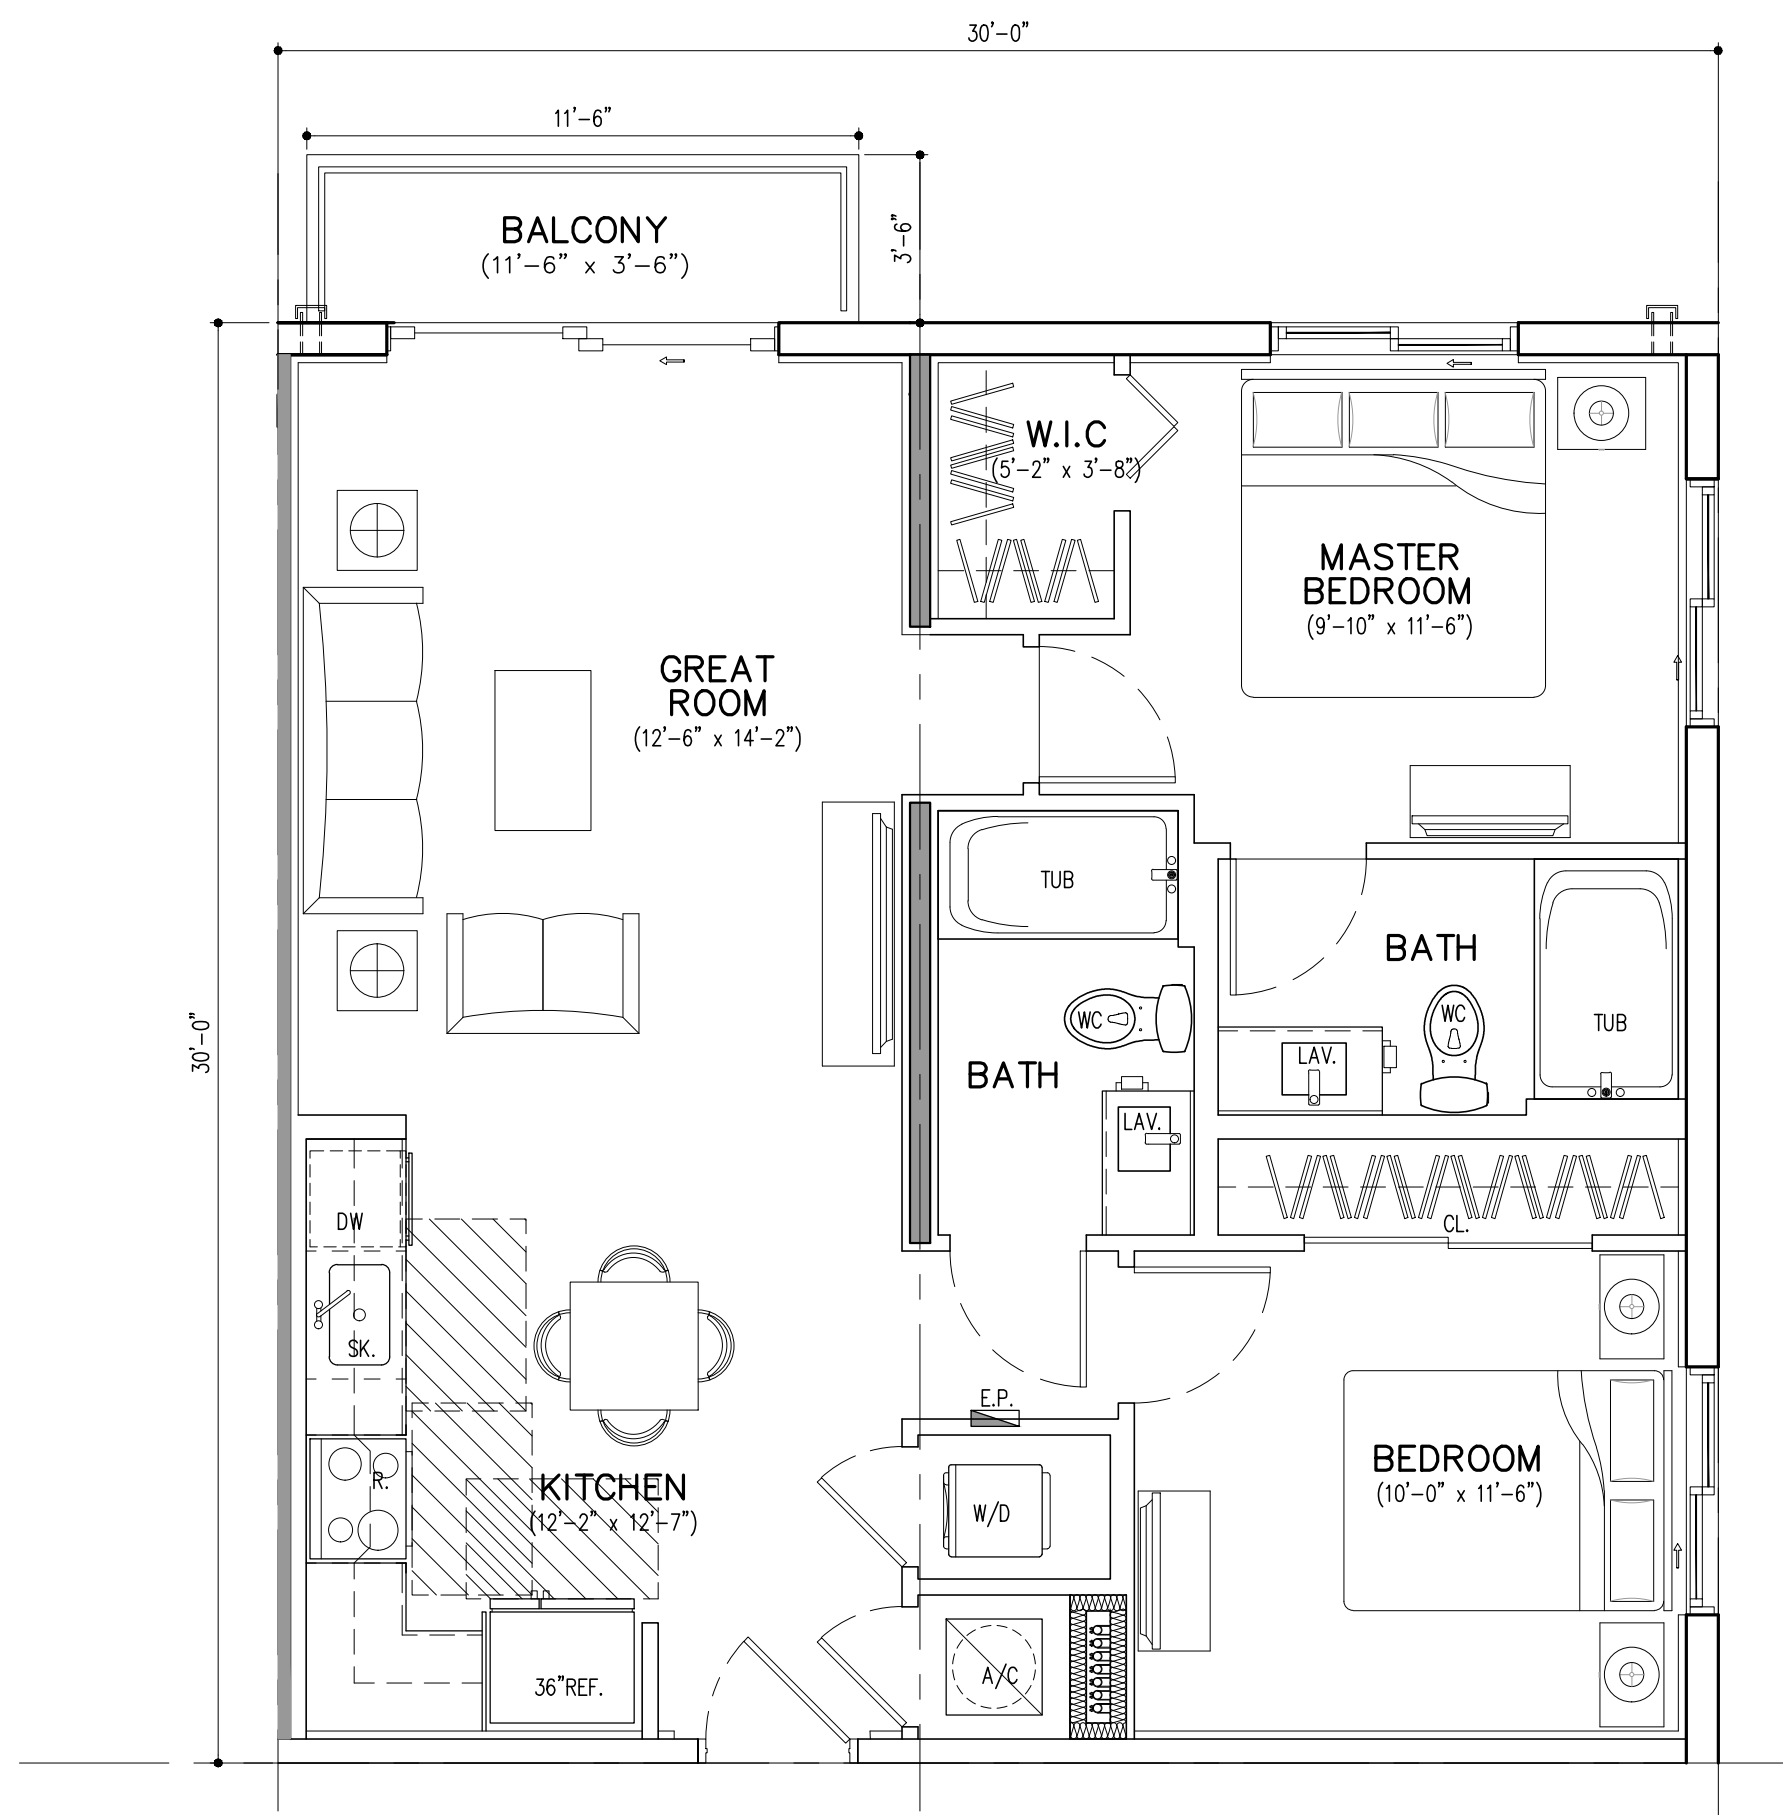 30'-0"
11'-6"
BALCONY
(11'-6" x 3'-6")
3'-6"
W.I.C
(5'-2" x 3'-8")
MASTER
BEDROOM
(9'-10" x 11'-6")
GREAT
ROOM
(12'-6" x 14'-2")
30'-0"
TUB
BATH
WC
TUB
LAV.
WC
BATH
LAV.
DW
CL.
SK.
E.P.
R.
KITCHEN
(12'-2" x 12'-7")
W/D
BEDROOM
(10'-0" x 11'-6")
36"REF.
A/C